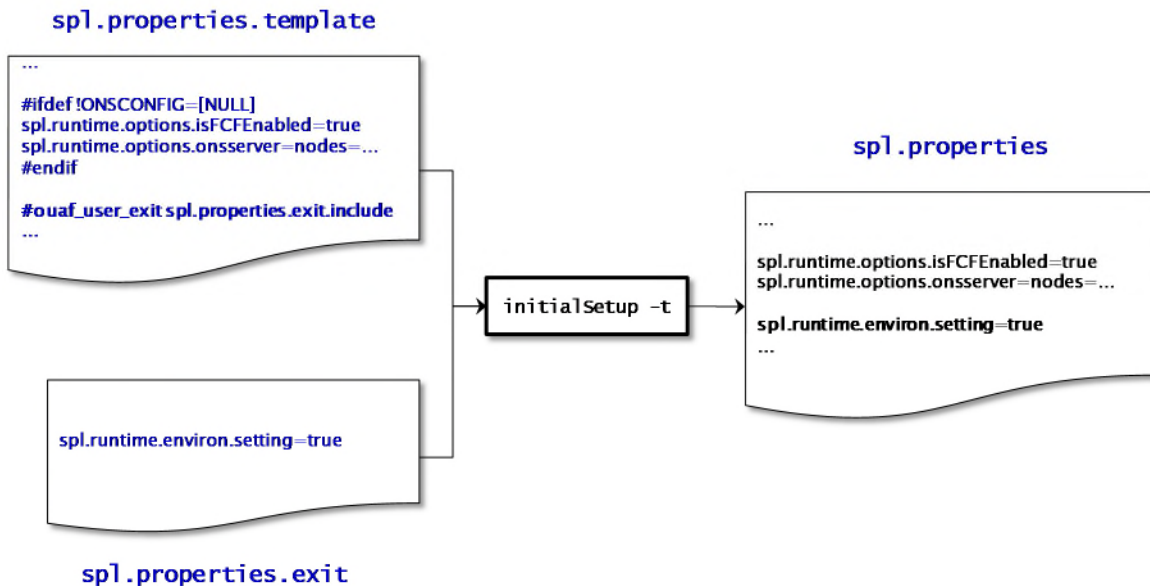 spl.properties.template
...
#ifdef !ONSCONFIG=[NULL]
spl.runtime.options.isFCFEnabled=true
spl.runtime.options.onsserver=nodes=...
#endif
#ouaf_user_exit spl.properties.exit.include
...
spl.runtime.environ.setting=true
spl.properties.exit
initialSetup -t
spl.properties
...
spl.runtime.options.isFCFEnabled=true
spl.runtime.options.onsserver=nodes=...
spl.runtime.environ.setting=true
...